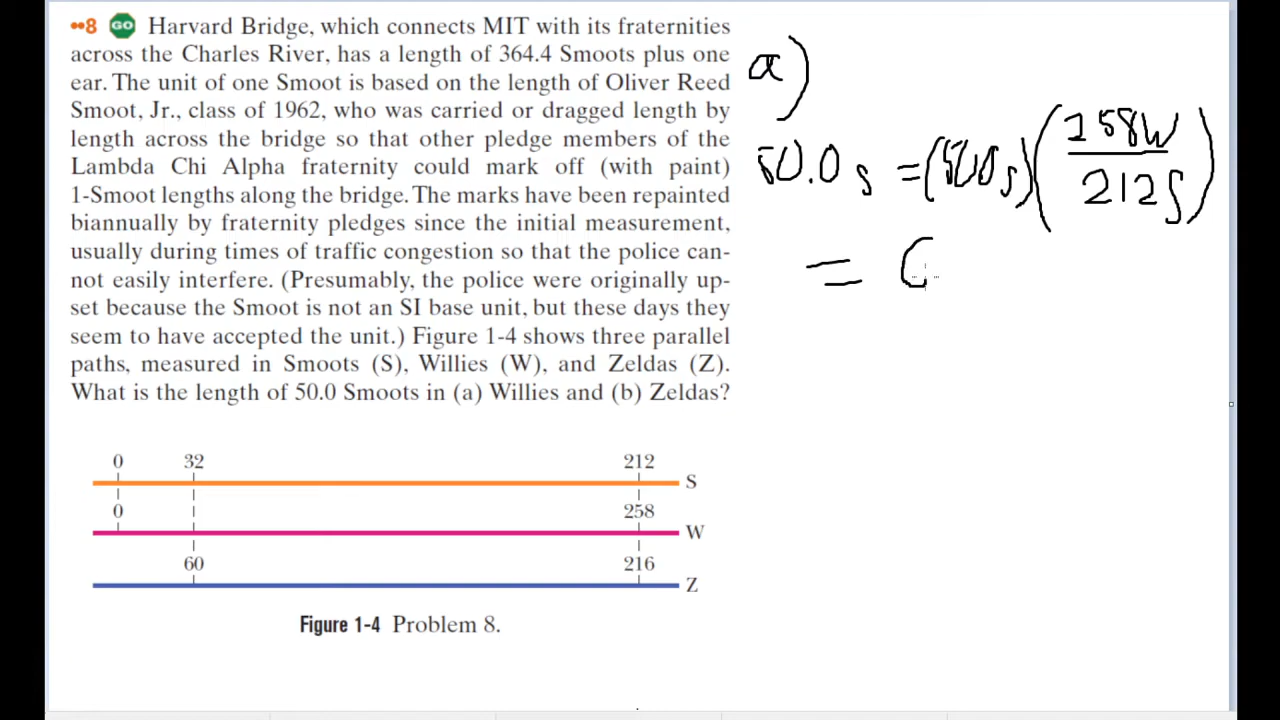 ••8 GO Harvard Bridge, which connects MIT with its fraternities
across the Charles River, has a length of 364.4 Smoots plus one
ear. The unit of one Smoot is based on the length of Oliver Reed
Smoot, Jr., class of 1962, who was carried or dragged length by
length across the bridge so that other pledge members of the
Lambda Chi Alpha fraternity could mark off (with paint)
1-Smoot lengths along the bridge. The marks have been repainted
biannually by fraternity pledges since the initial measurement,
usually during times of traffic congestion so that the police can-
not easily interfere. (Presumably, the police were originally up-
set because the Smoot is not an SI base unit, but these days they
seem to have accepted the unit.) Figure 1-4 shows three parallel
paths, measured in Smoots (S), Willies (W), and Zeldas (Z).
What is the length of 50.0 Smoots in (a) Willies and (b) Zeldas?
0 32 212
S
0 258
W
60 216
Z
Figure 1-4 Problem 8.
a)
50.0 s = (50.0 s) (258W / 212S)
= 6